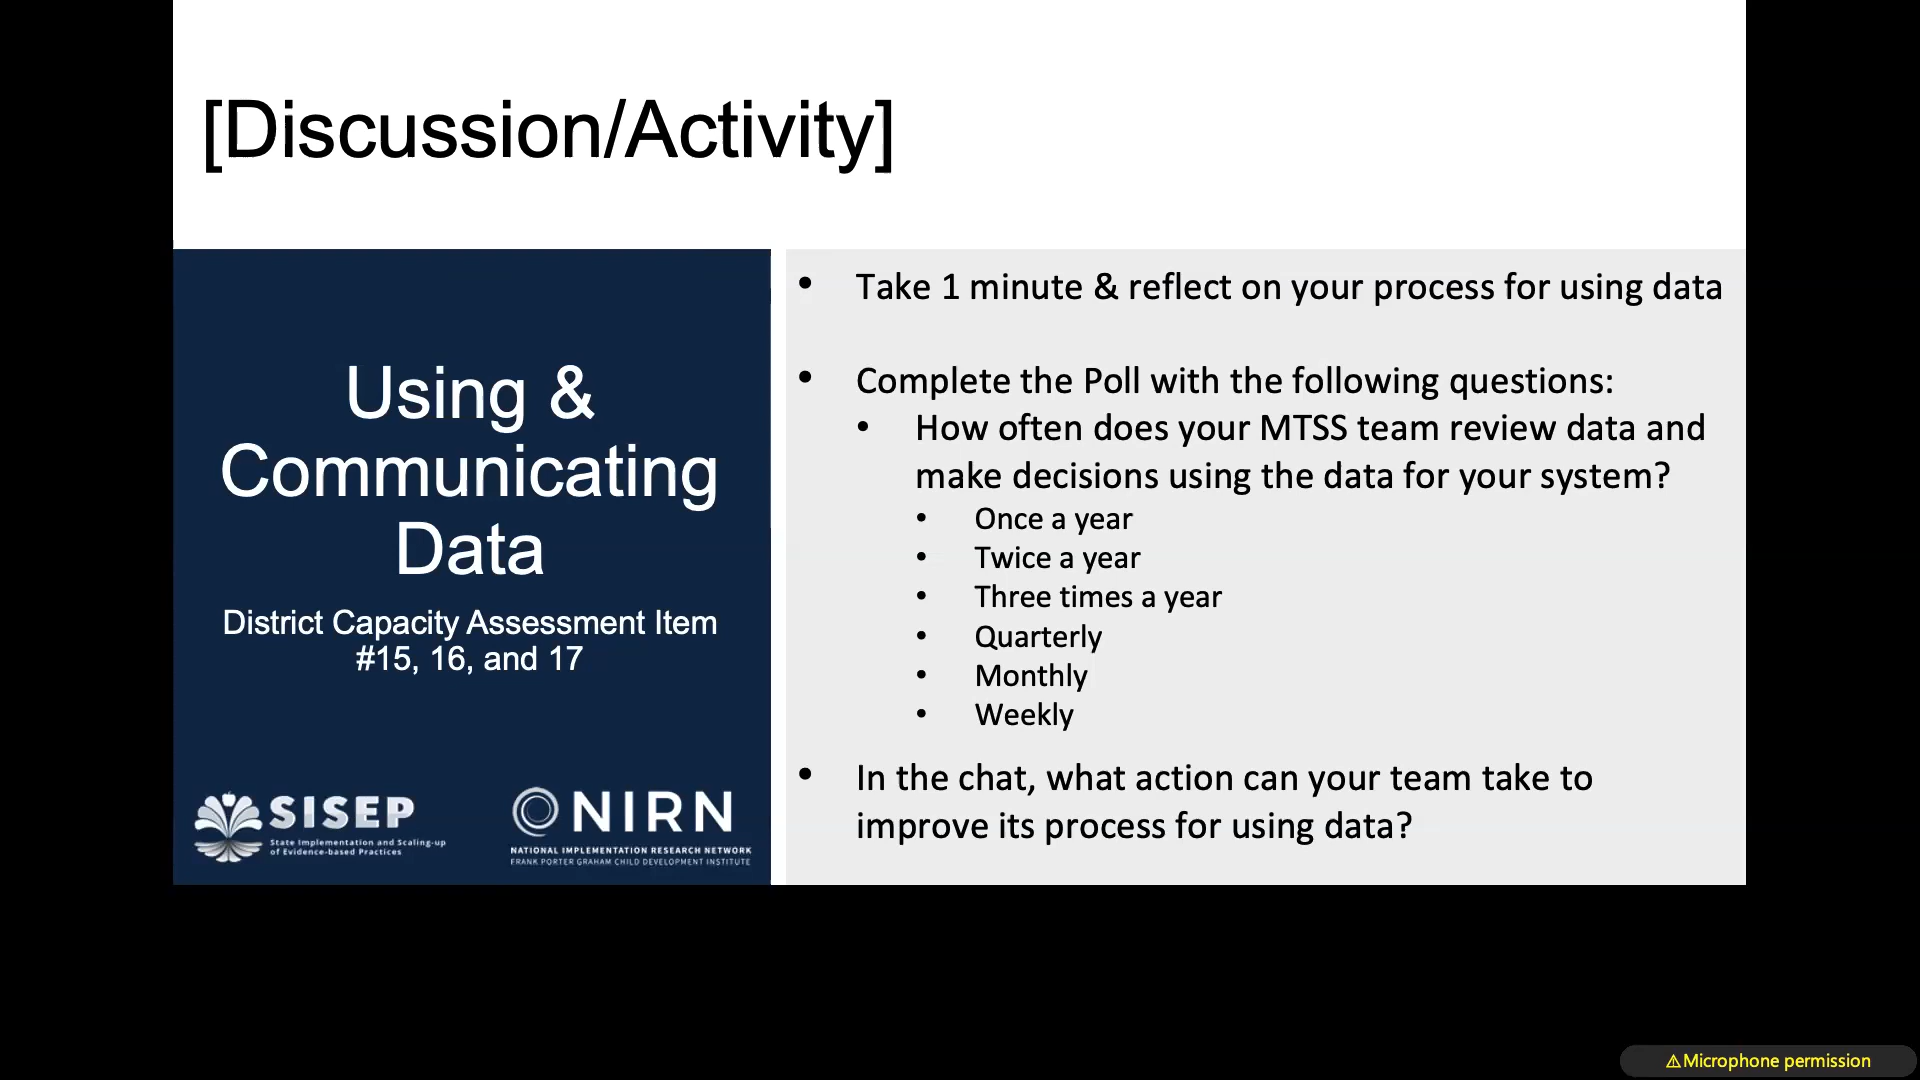 [Discussion/Activity]
Using &
Communicating
Data
District Capacity Assessment Item
#15, 16, and 17
SISEP
State Implementation and Scaling-up
of Evidence-based Practices
NIRN
NATIONAL IMPLEMENTATION RESEARCH NETWORK
FRANK PORTER GRAHAM CHILD DEVELOPMENT INSTITUTE
• Take 1 minute & reflect on your process for using data
• Complete the Poll with the following questions:
• How often does your MTSS team review data and
make decisions using the data for your system?
• Once a year
• Twice a year
• Three times a year
• Quarterly
• Monthly
• Weekly
• In the chat, what action can your team take to
improve its process for using data?
⚠Microphone permission